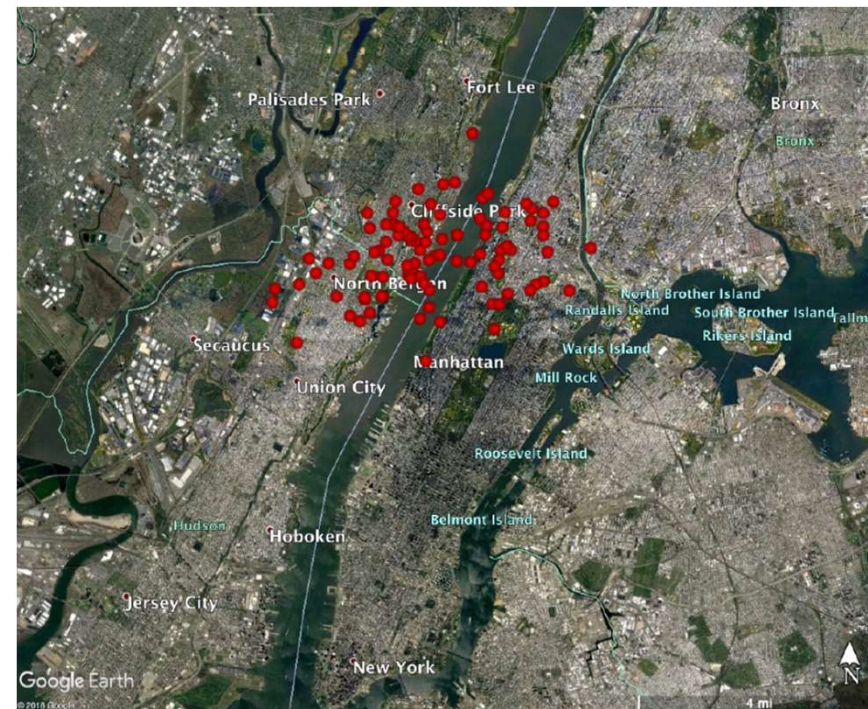 Fort Lee
Palisades Park
Bronx
Bronx
Cliffside Park
North Bergen
North Brother Island
Randalls Island
South Brother Island
Rikers Island
Secaucus
Wards Island
Manhattan
Mill Rock
Union City
Roosevelt Island
Belmont Island
Hudson
Hoboken
Jersey City
New York
Google Earth
N
© 2018 Google
4 mi